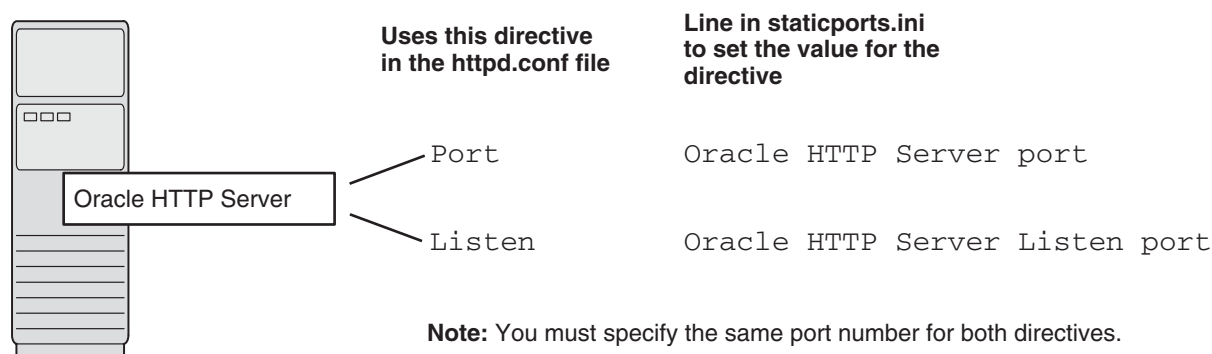 Uses this directive
in the httpd.conf file
Line in staticports.ini
to set the value for the
directive
Oracle HTTP Server
Port
Oracle HTTP Server port
Listen
Oracle HTTP Server Listen port
Note: You must specify the same port number for both directives.